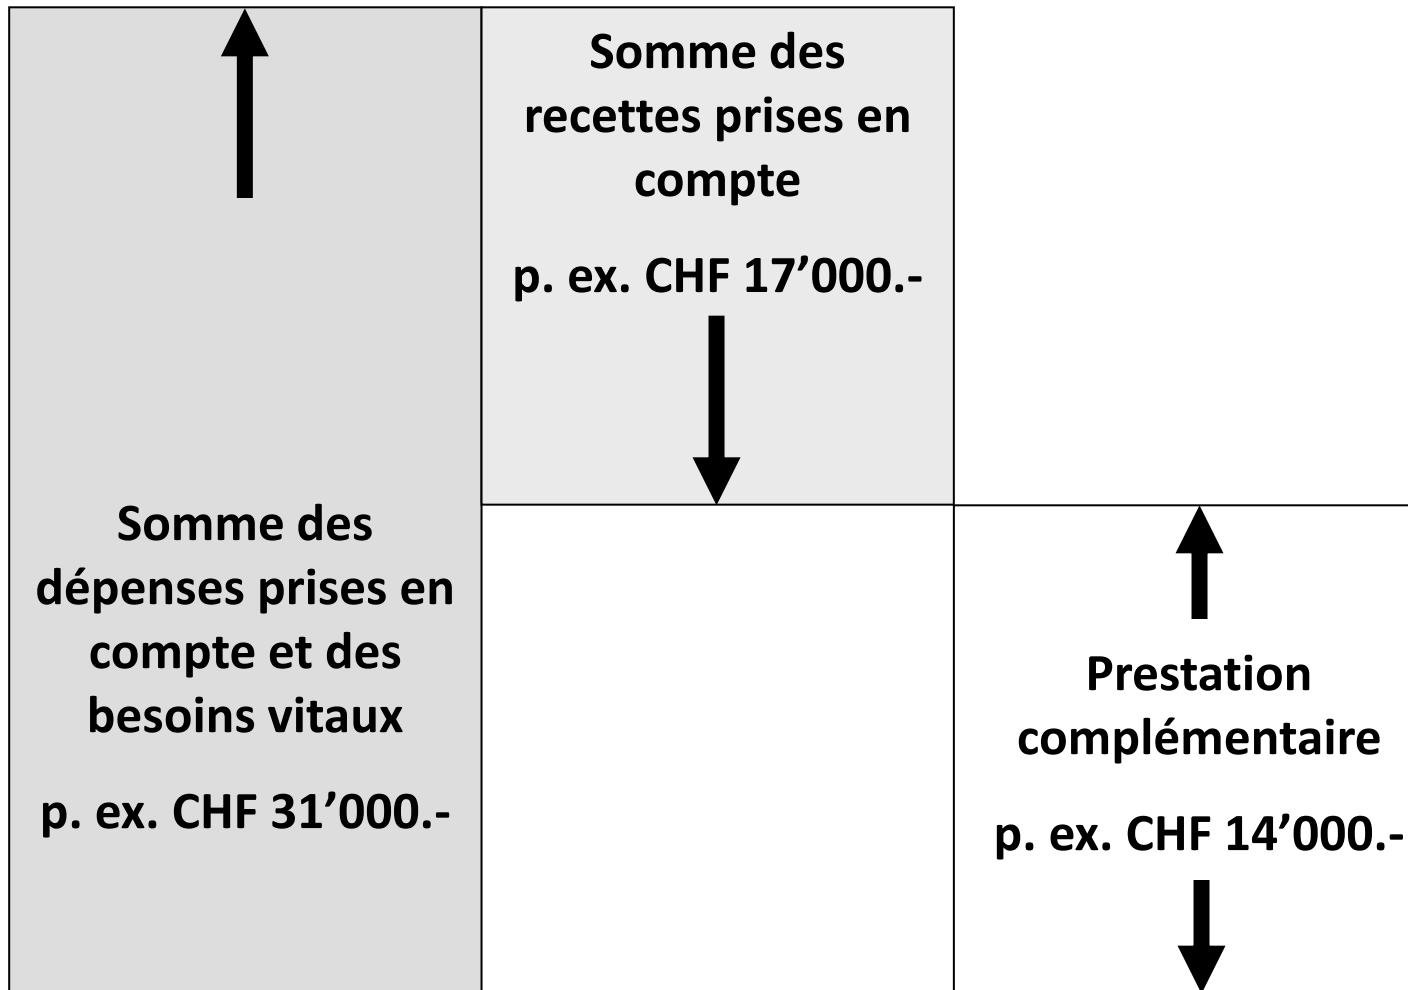 Somme des
dépenses prises en
compte et des
besoins vitaux
p. ex. CHF 31’000.-
Somme des
recettes prises en
compte
p. ex. CHF 17’000.-
Prestation
complémentaire
p. ex. CHF 14’000.-